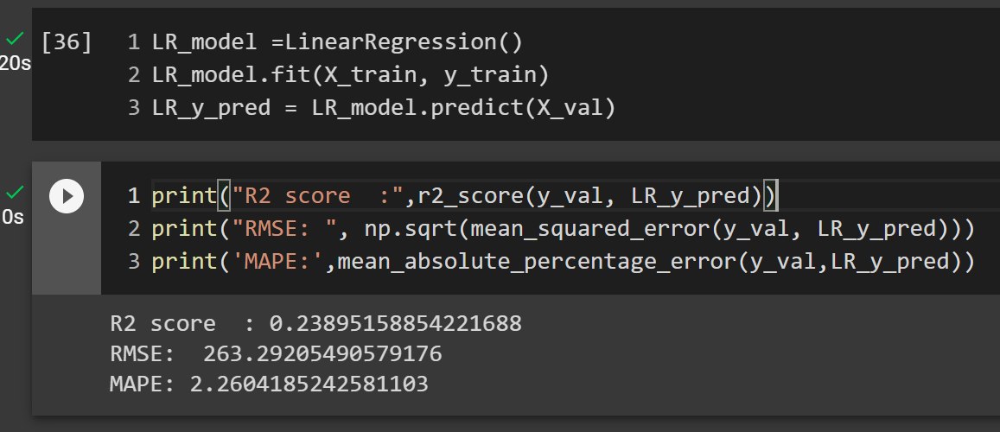 [36] 1 LR_model =LinearRegression()
20s 2 LR_model.fit(X_train, y_train)
3 LR_y_pred = LR_model.predict(X_val)
1 print("R2 score  :",r2_score(y_val, LR_y_pred))
0s 2 print("RMSE: ", np.sqrt(mean_squared_error(y_val, LR_y_pred)))
3 print('MAPE:',mean_absolute_percentage_error(y_val,LR_y_pred))
R2 score  : 0.23895158854221688
RMSE:  263.29205490579176
MAPE: 2.2604185242581103